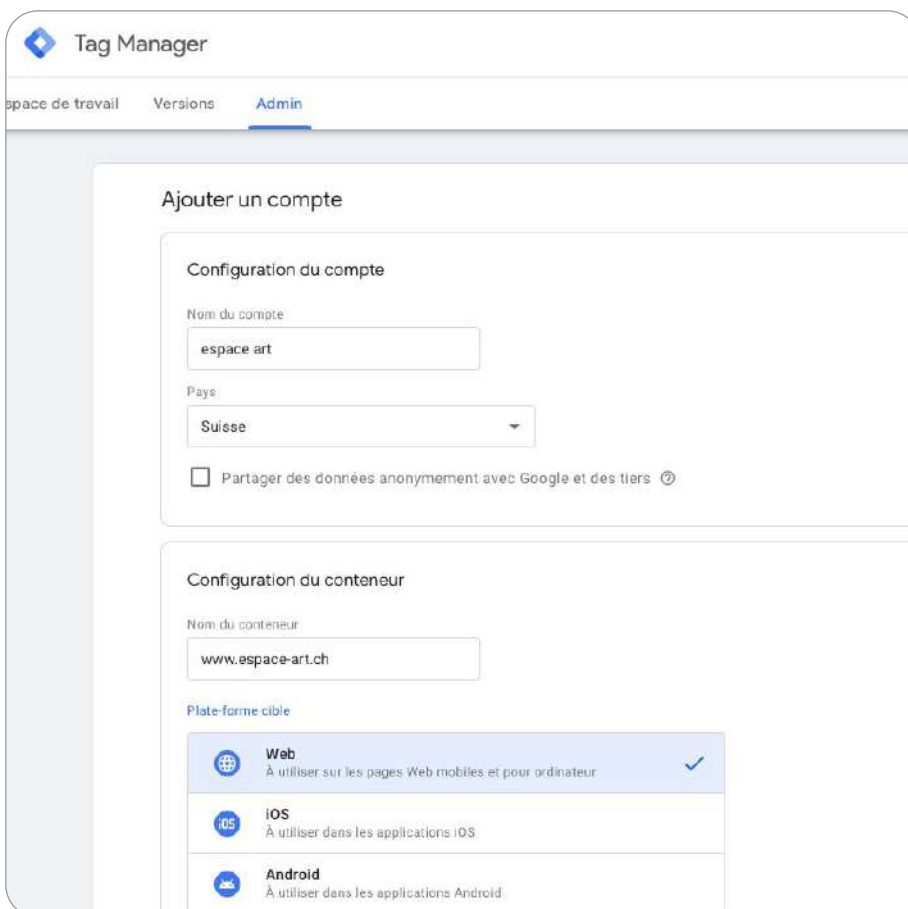 Tag Manager
space de travail Versions Admin
Ajouter un compte
Configuration du compte
Nom du compte
espace art
Pays
Suisse
Partager des données anonymement avec Google et des tiers
Configuration du conteneur
Nom du conteneur
www.espace-art.ch
Plate-forme cible
Web
À utiliser sur les pages Web mobiles et pour ordinateur
iOS
iOS
À utiliser dans les applications iOS
Android
À utiliser dans les applications Android